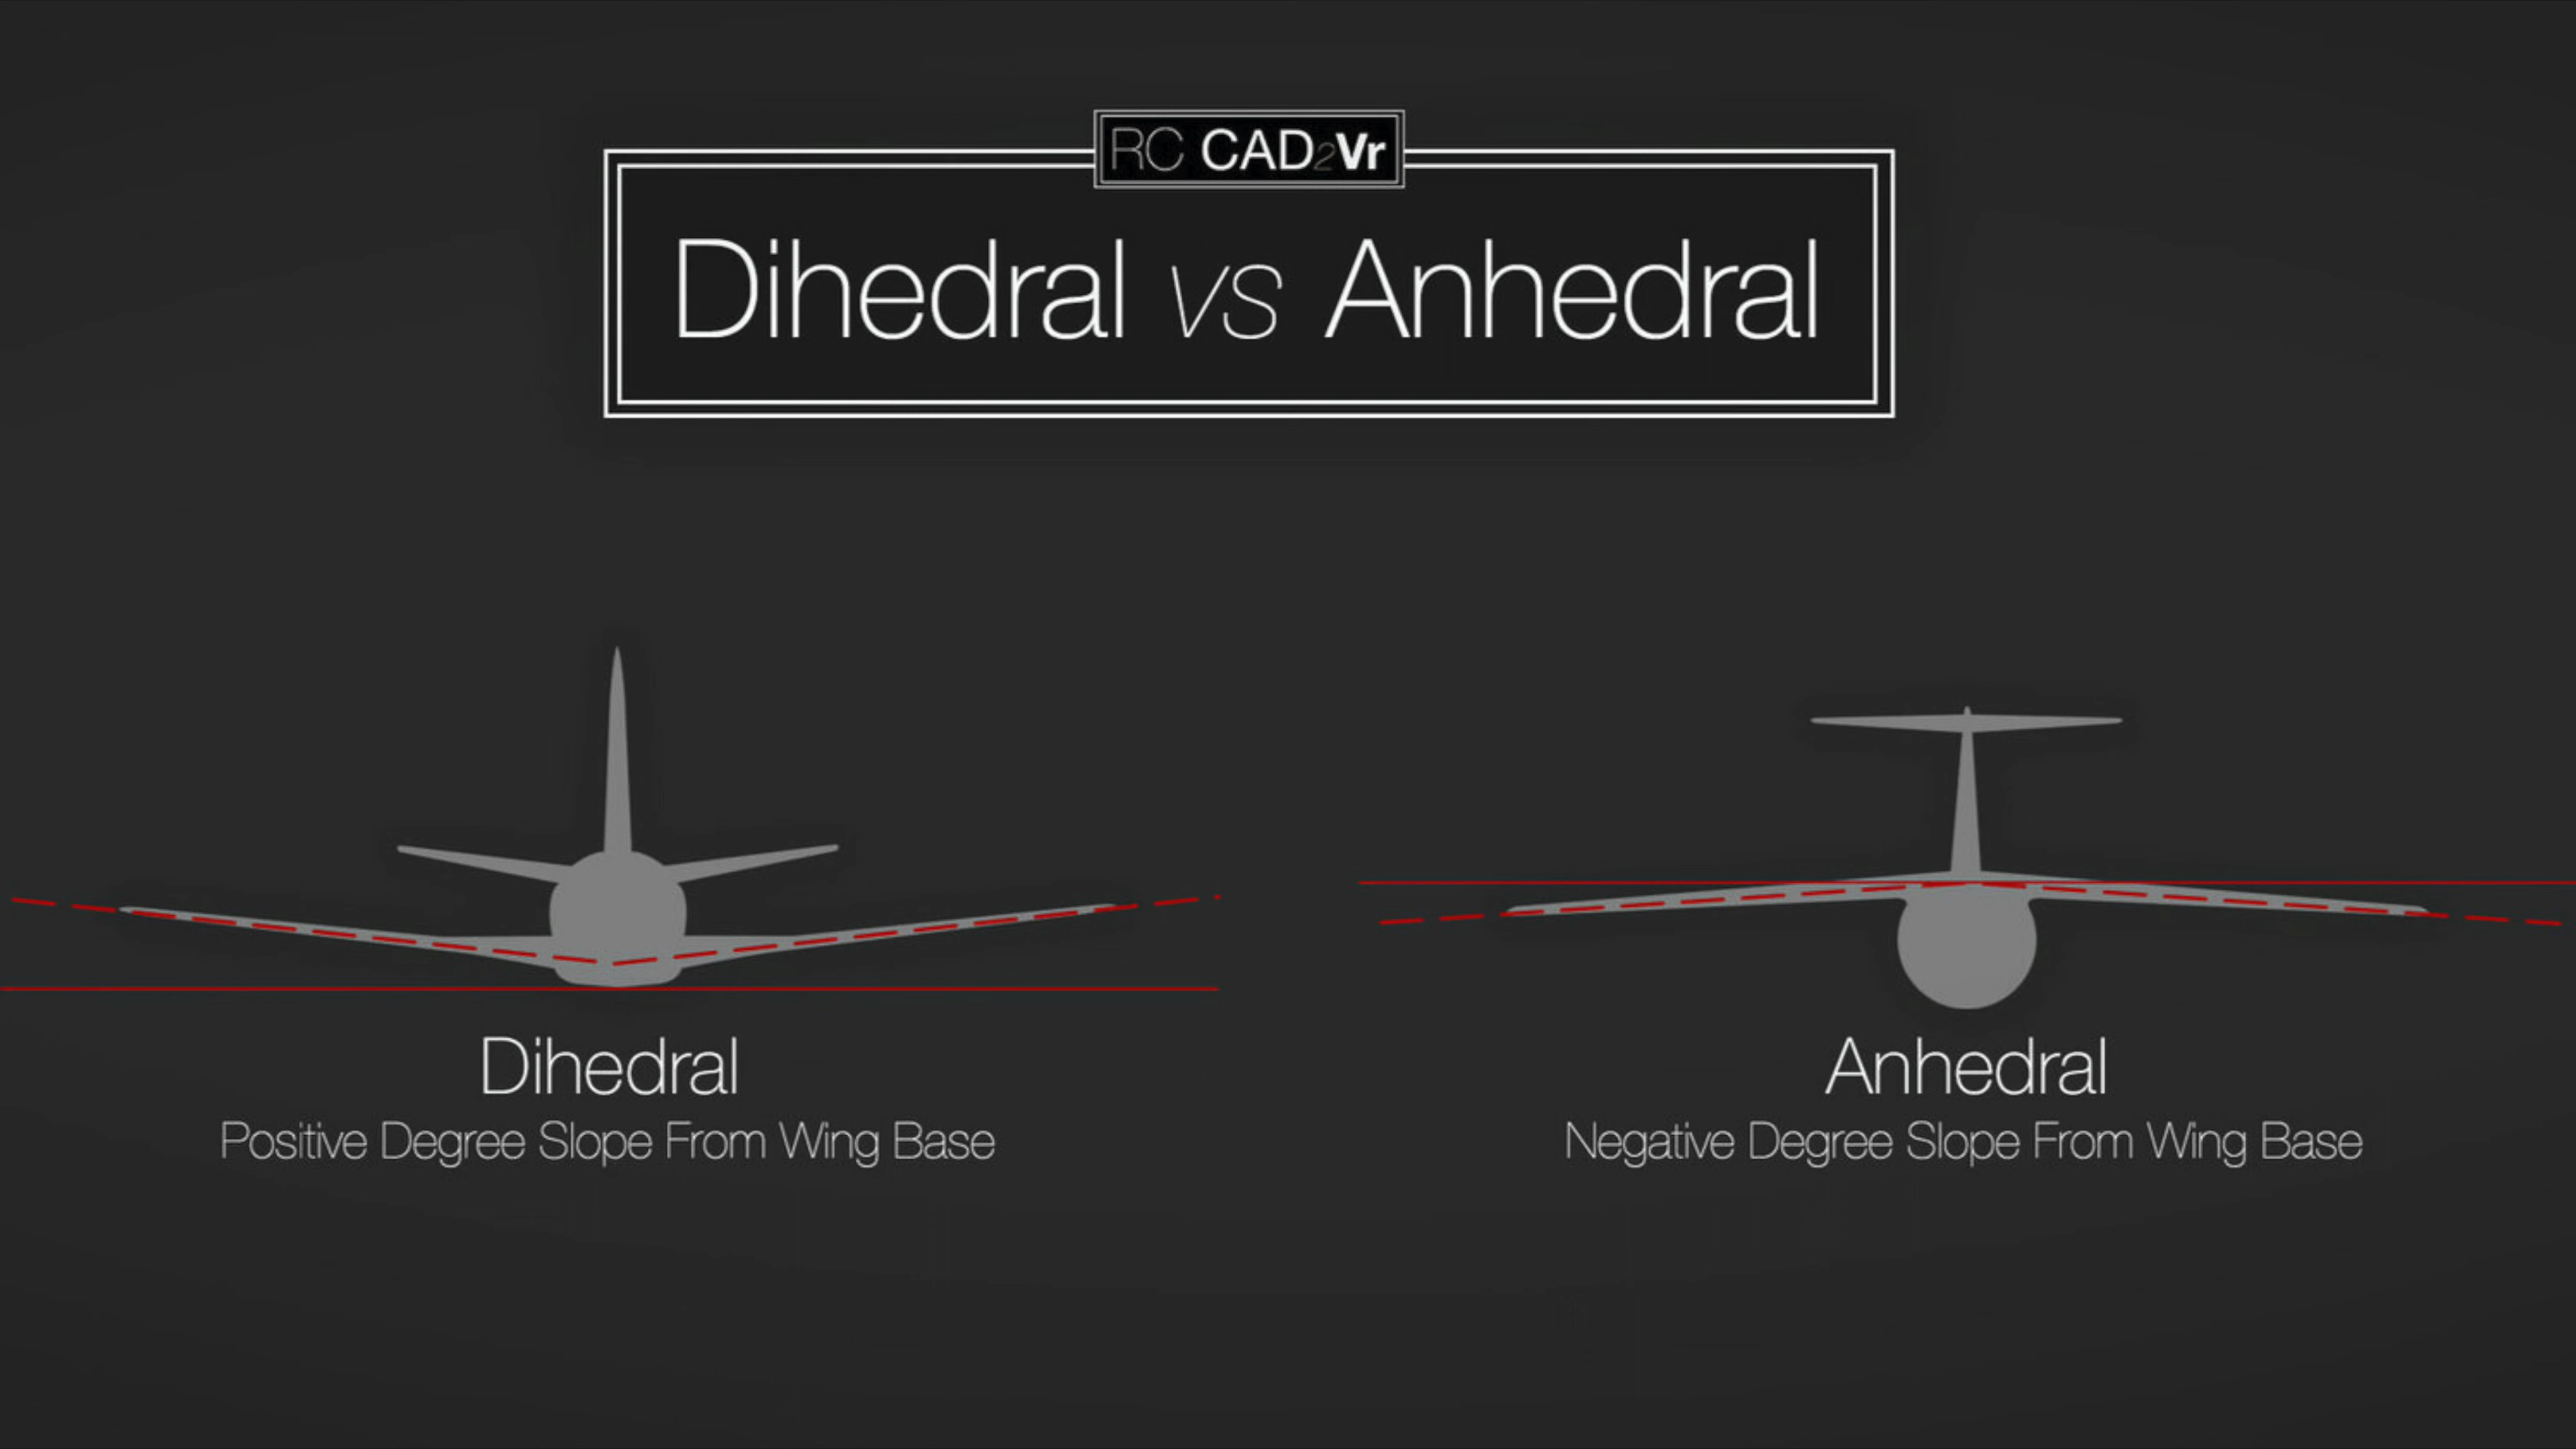 RC CAD2Vr
Dihedral vs Anhedral
Dihedral
Positive Degree Slope From Wing Base
Anhedral
Negative Degree Slope From Wing Base